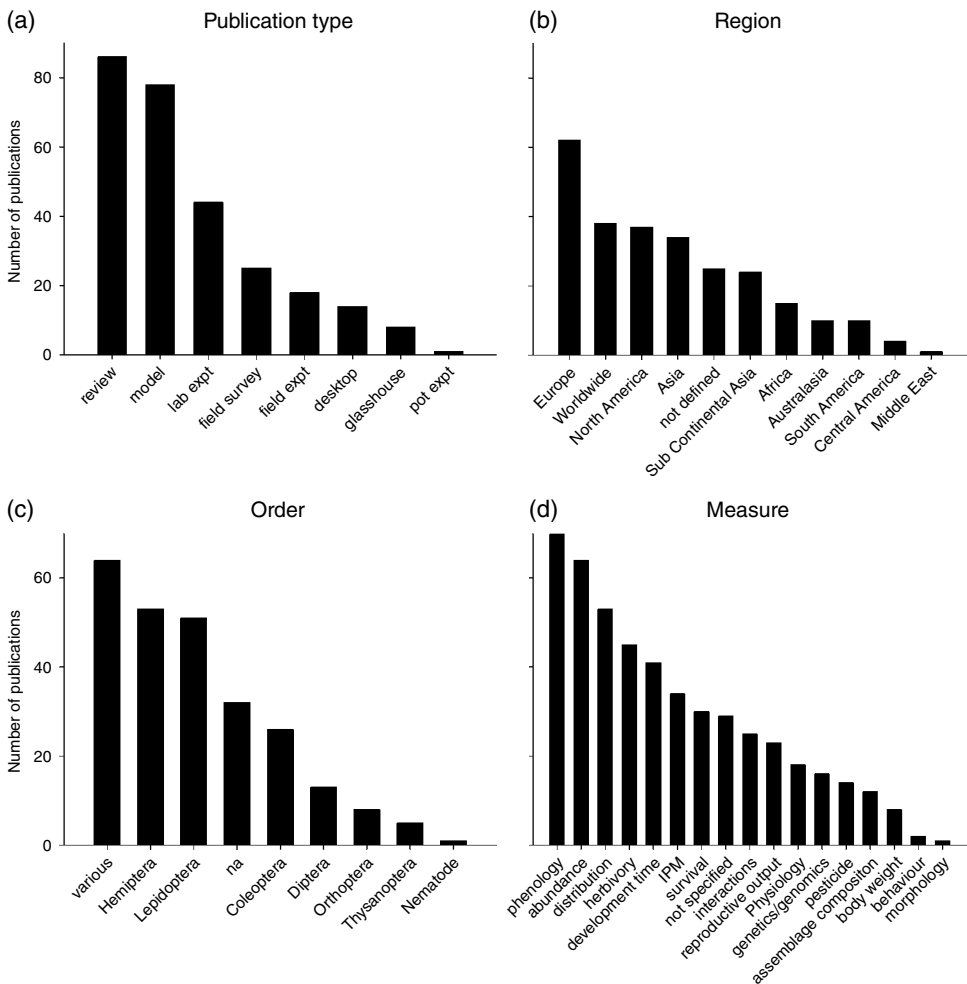 (a)
Publication type
Number of publications
80
60
40
20
0
review
model
lab expt
field survey
field expt
desktop
glasshouse
pot expt
(b)
Region
Europe
Worldwide
North America
Asia
not defined
Sub Continental Asia
Africa
Australasia
South America
Central America
Middle East
(c)
Order
Number of publications
60
40
20
0
various
Hemiptera
Lepidoptera
na
Coleoptera
Diptera
Orthoptera
Thysanoptera
Nematode
(d)
Measure
phenology
abundance
distribution
herbivory
development time
IPM
survival
not specified
interactions
reproductive output
Physiology
genetics/genomics
pesticide
assemblage compositon
body weight
behaviour
morphology